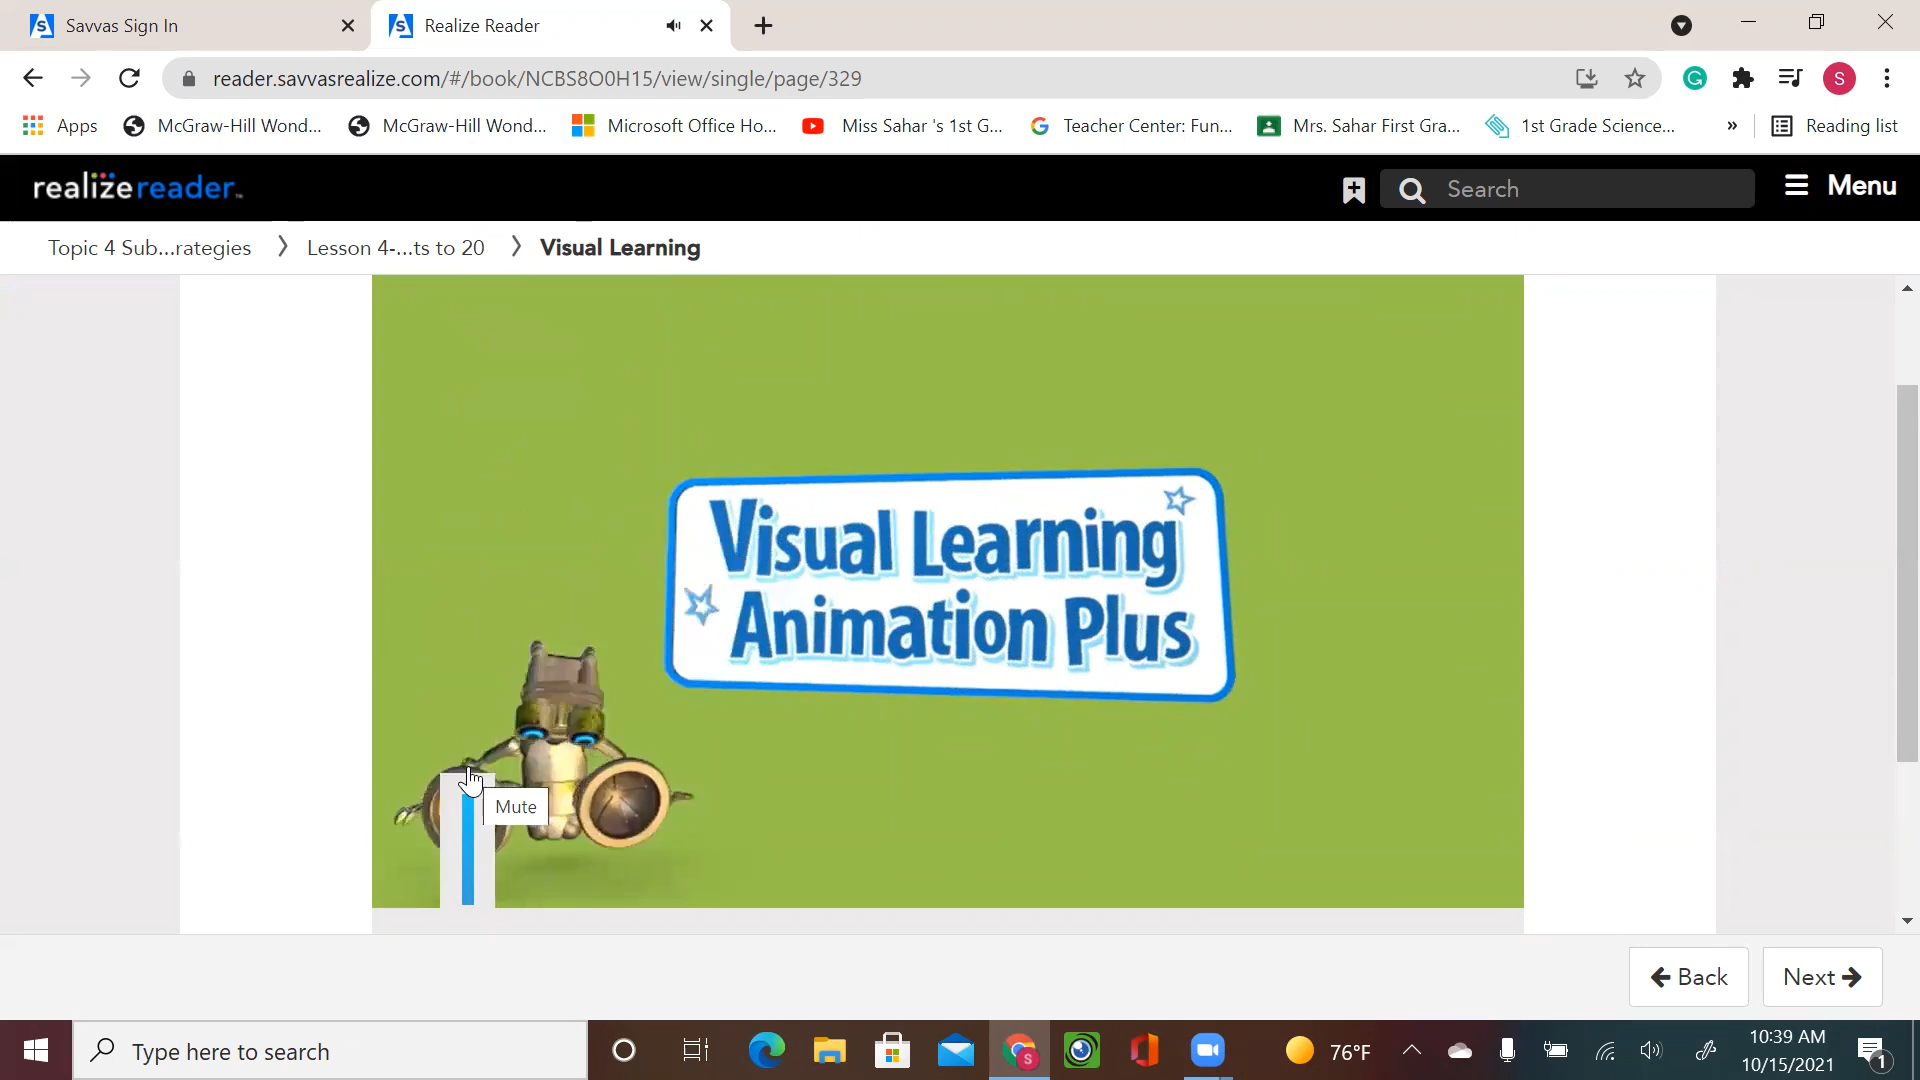 Savvas Sign In
Realize Reader
reader.savvasrealize.com/#/book/NCBS8O0H15/view/single/page/329
S
Apps
McGraw-Hill Wond...
McGraw-Hill Wond...
Microsoft Office Ho...
Miss Sahar 's 1st G...
Teacher Center: Fun...
Mrs. Sahar First Gra...
1st Grade Science...
»
Reading list
realizereader™
Search
Menu
Topic 4 Sub...rategies
Lesson 4-...ts to 20
Visual Learning
Visual Learning
Animation Plus
Mute
Back
Next
Type here to search
76°F
10:39 AM
10/15/2021
1